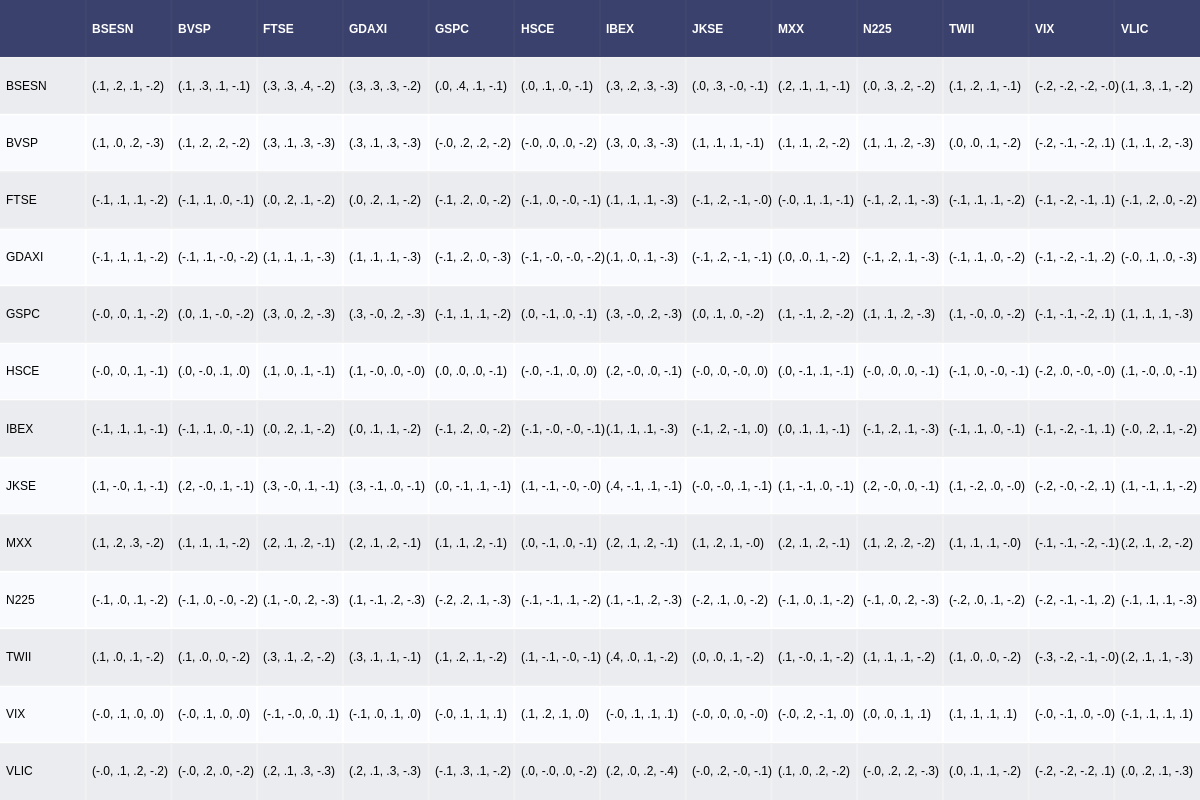 BSESN BVSP FTSE GDAXI GSPC HSCE IBEX JKSE MXX N225 TWII VIX VLIC
BSESN (.1, .2, .1, -.2) (.1, .3, .1, -.1) (.3, .3, .4, -.2) (.3, .3, .3, -.2) (.0, .4, .1, -.1) (.0, .1, .0, -.1) (.3, .2, .3, -.3) (.0, .3, -.0, -.1) (.2, .1, .1, -.1) (.0, .3, .2, -.2) (.1, .2, .1, -.1) (-.2, -.2, -.2, -.0) (.1, .3, .1, -.2)
BVSP (.1, .0, .2, -.3) (.1, .2, .2, -.2) (.3, .1, .3, -.3) (.3, .1, .3, -.3) (-.0, .2, .2, -.2) (-.0, .0, .0, -.2) (.3, .0, .3, -.3) (.1, .1, .1, -.1) (.1, .1, .2, -.2) (.1, .1, .2, -.3) (.0, .0, .1, -.2) (-.2, -.1, -.2, .1) (.1, .1, .2, -.3)
FTSE (-.1, .1, .1, -.2) (-.1, .1, .0, -.1) (.0, .2, .1, -.2) (.0, .2, .1, -.2) (-.1, .2, .0, -.2) (-.1, .0, -.0, -.1) (.1, .1, .1, -.3) (-.1, .2, -.1, -.0) (-.0, .1, .1, -.1) (-.1, .2, .1, -.3) (-.1, .1, .1, -.2) (-.1, -.2, -.1, .1) (-.1, .2, .0, -.2)
GDAXI (-.1, .1, .1, -.2) (-.1, .1, -.0, -.2) (.1, .1, .1, -.3) (.1, .1, .1, -.3) (-.1, .2, .0, -.3) (-.1, -.0, -.0, -.2) (.1, .0, .1, -.3) (-.1, .2, -.1, -.1) (.0, .0, .1, -.2) (-.1, .2, .1, -.3) (-.1, .1, .0, -.2) (-.1, -.2, -.1, .2) (-.0, .1, .0, -.3)
GSPC (-.0, .0, .1, -.2) (.0, .1, -.0, -.2) (.3, .0, .2, -.3) (.3, -.0, .2, -.3) (-.1, .1, .1, -.2) (.0, -.1, .0, -.1) (.3, -.0, .2, -.3) (.0, .1, .0, -.2) (.1, -.1, .2, -.2) (.1, .1, .2, -.3) (.1, -.0, .0, -.2) (-.1, -.1, -.2, .1) (.1, .1, .1, -.3)
HSCE (-.0, .0, .1, -.1) (.0, -.0, .1, .0) (.1, .0, .1, -.1) (.1, -.0, .0, -.0) (.0, .0, .0, -.1) (-.0, -.1, .0, .0) (.2, -.0, .0, -.1) (-.0, .0, -.0, .0) (.0, -.1, .1, -.1) (-.0, .0, .0, -.1) (-.1, .0, -.0, -.1) (-.2, .0, -.0, -.0) (.1, -.0, .0, -.1)
IBEX (-.1, .1, .1, -.1) (-.1, .1, .0, -.1) (.0, .2, .1, -.2) (.0, .1, .1, -.2) (-.1, .2, .0, -.2) (-.1, -.0, -.0, -.1) (.1, .1, .1, -.3) (-.1, .2, -.1, .0) (.0, .1, .1, -.1) (-.1, .2, .1, -.3) (-.1, .1, .0, -.1) (-.1, -.2, -.1, .1) (-.0, .2, .1, -.2)
JKSE (.1, -.0, .1, -.1) (.2, -.0, .1, -.1) (.3, -.0, .1, -.1) (.3, -.1, .0, -.1) (.0, -.1, .1, -.1) (.1, -.1, -.0, -.0) (.4, -.1, .1, -.1) (-.0, -.0, .1, -.1) (.1, -.1, .0, -.1) (.2, -.0, .0, -.1) (.1, -.2, .0, -.0) (-.2, -.0, -.2, .1) (.1, -.1, .1, -.2)
MXX (.1, .2, .3, -.2) (.1, .1, .1, -.2) (.2, .1, .2, -.1) (.2, .1, .2, -.1) (.1, .1, .2, -.1) (.0, -.1, .0, -.1) (.2, .1, .2, -.1) (.1, .2, .1, -.0) (.2, .1, .2, -.1) (.1, .2, .2, -.2) (.1, .1, .1, -.0) (-.1, -.1, -.2, -.1) (.2, .1, .2, -.2)
N225 (-.1, .0, .1, -.2) (-.1, .0, -.0, -.2) (.1, -.0, .2, -.3) (.1, -.1, .2, -.3) (-.2, .2, .1, -.3) (-.1, -.1, .1, -.2) (.1, -.1, .2, -.3) (-.2, .1, .0, -.2) (-.1, .0, .1, -.2) (-.1, .0, .2, -.3) (-.2, .0, .1, -.2) (-.2, -.1, -.1, .2) (-.1, .1, .1, -.3)
TWII (.1, .0, .1, -.2) (.1, .0, .0, -.2) (.3, .1, .2, -.2) (.3, .1, .1, -.1) (.1, .2, .1, -.2) (.1, -.1, -.0, -.1) (.4, .0, .1, -.2) (.0, .0, .1, -.2) (.1, -.0, .1, -.2) (.1, .1, .1, -.2) (.1, .0, .0, -.2) (-.3, -.2, -.1, -.0) (.2, .1, .1, -.3)
VIX (-.0, .1, .0, .0) (-.0, .1, .0, .0) (-.1, -.0, .0, .1) (-.1, .0, .1, .0) (-.0, .1, .1, .1) (.1, .2, .1, .0) (-.0, .1, .1, .1) (-.0, .0, .0, -.0) (-.0, .2, -.1, .0) (.0, .0, .1, .1) (.1, .1, .1, .1) (-.0, -.1, .0, -.0) (-.1, .1, .1, .1)
VLIC (-.0, .1, .2, -.2) (-.0, .2, .0, -.2) (.2, .1, .3, -.3) (.2, .1, .3, -.3) (-.1, .3, .1, -.2) (.0, -.0, .0, -.2) (.2, .0, .2, -.4) (-.0, .2, -.0, -.1) (.1, .0, .2, -.2) (-.0, .2, .2, -.3) (.0, .1, .1, -.2) (-.2, -.2, -.2, .1) (.0, .2, .1, -.3)